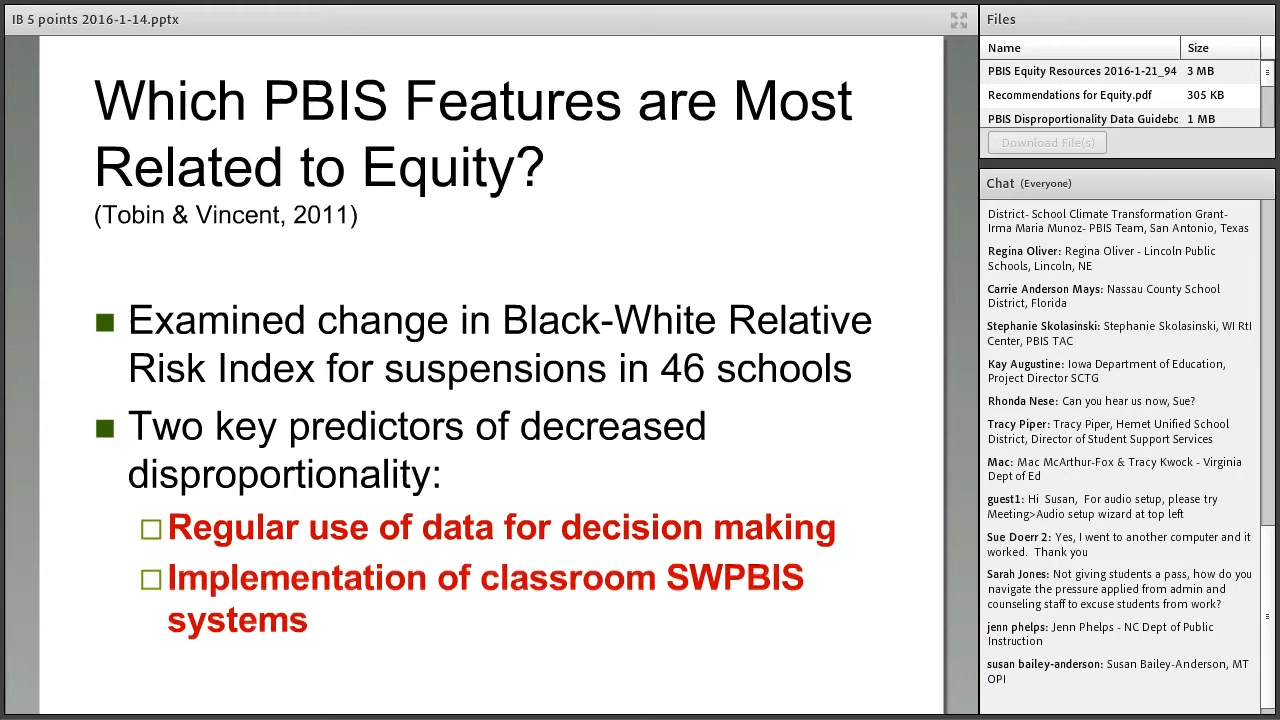 IB 5 points 2016-1-14.pptx
Which PBIS Features are Most
Related to Equity?
(Tobin & Vincent, 2011)
Examined change in Black-White Relative
Risk Index for suspensions in 46 schools
Two key predictors of decreased
disproportionality:
Regular use of data for decision making
Implementation of classroom SWPBIS
systems
Files
Name Size
PBIS Equity Resources 2016-1-21_94 3 MB
Recommendations for Equity.pdf 305 KB
PBIS Disproportionality Data Guidebc 1 MB
Download File(s)
Chat (Everyone)
District- School Climate Transformation Grant-
Irma Maria Munoz- PBIS Team, San Antonio, Texas
Regina Oliver: Regina Oliver - Lincoln Public
Schools, Lincoln, NE
Carrie Anderson Mays: Nassau County School
District, Florida
Stephanie Skolasinski: Stephanie Skolasinski, WI RtI
Center, PBIS TAC
Kay Augustine: Iowa Department of Education,
Project Director SCTG
Rhonda Nese: Can you hear us now, Sue?
Tracy Piper: Tracy Piper, Hemet Unified School
District, Director of Student Support Services
Mac: Mac McArthur-Fox & Tracy Kwock - Virginia
Dept of Ed
guest1: Hi Susan, For audio setup, please try
Meeting>Audio setup wizard at top left
Sue Doerr 2: Yes, I went to another computer and it
worked. Thank you
Sarah Jones: Not giving students a pass, how do you
navigate the pressure applied from admin and
counseling staff to excuse students from work?
jenn phelps: Jenn Phelps - NC Dept of Public
Instruction
susan bailey-anderson: Susan Bailey-Anderson, MT
OPI